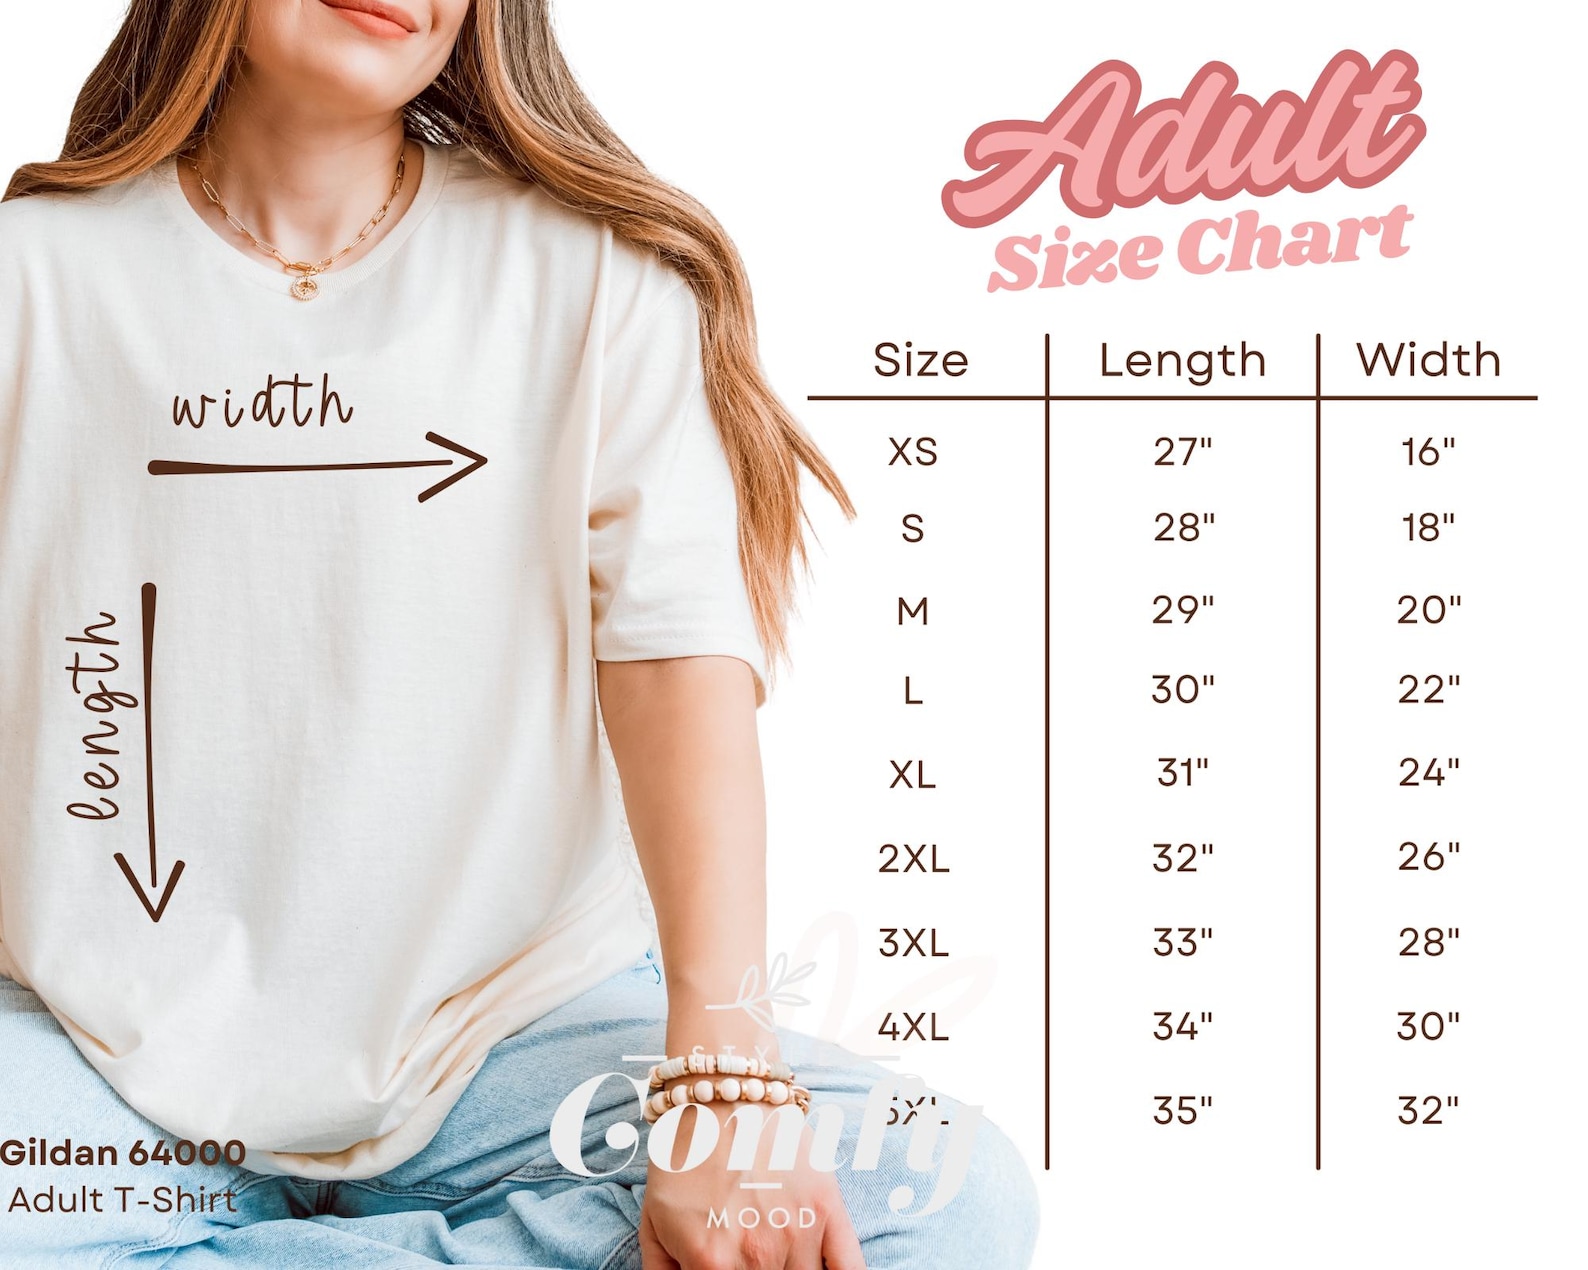 Adult
Size Chart
width
length
Size Length Width
XS 27" 16"
S 28" 18"
M 29" 20"
L 30" 22"
XL 31" 24"
2XL 32" 26"
3XL 33" 28"
4XL 34" 30"
5XL 35" 32"
Gildan 64000
Adult T-Shirt
Comfy
MOOD